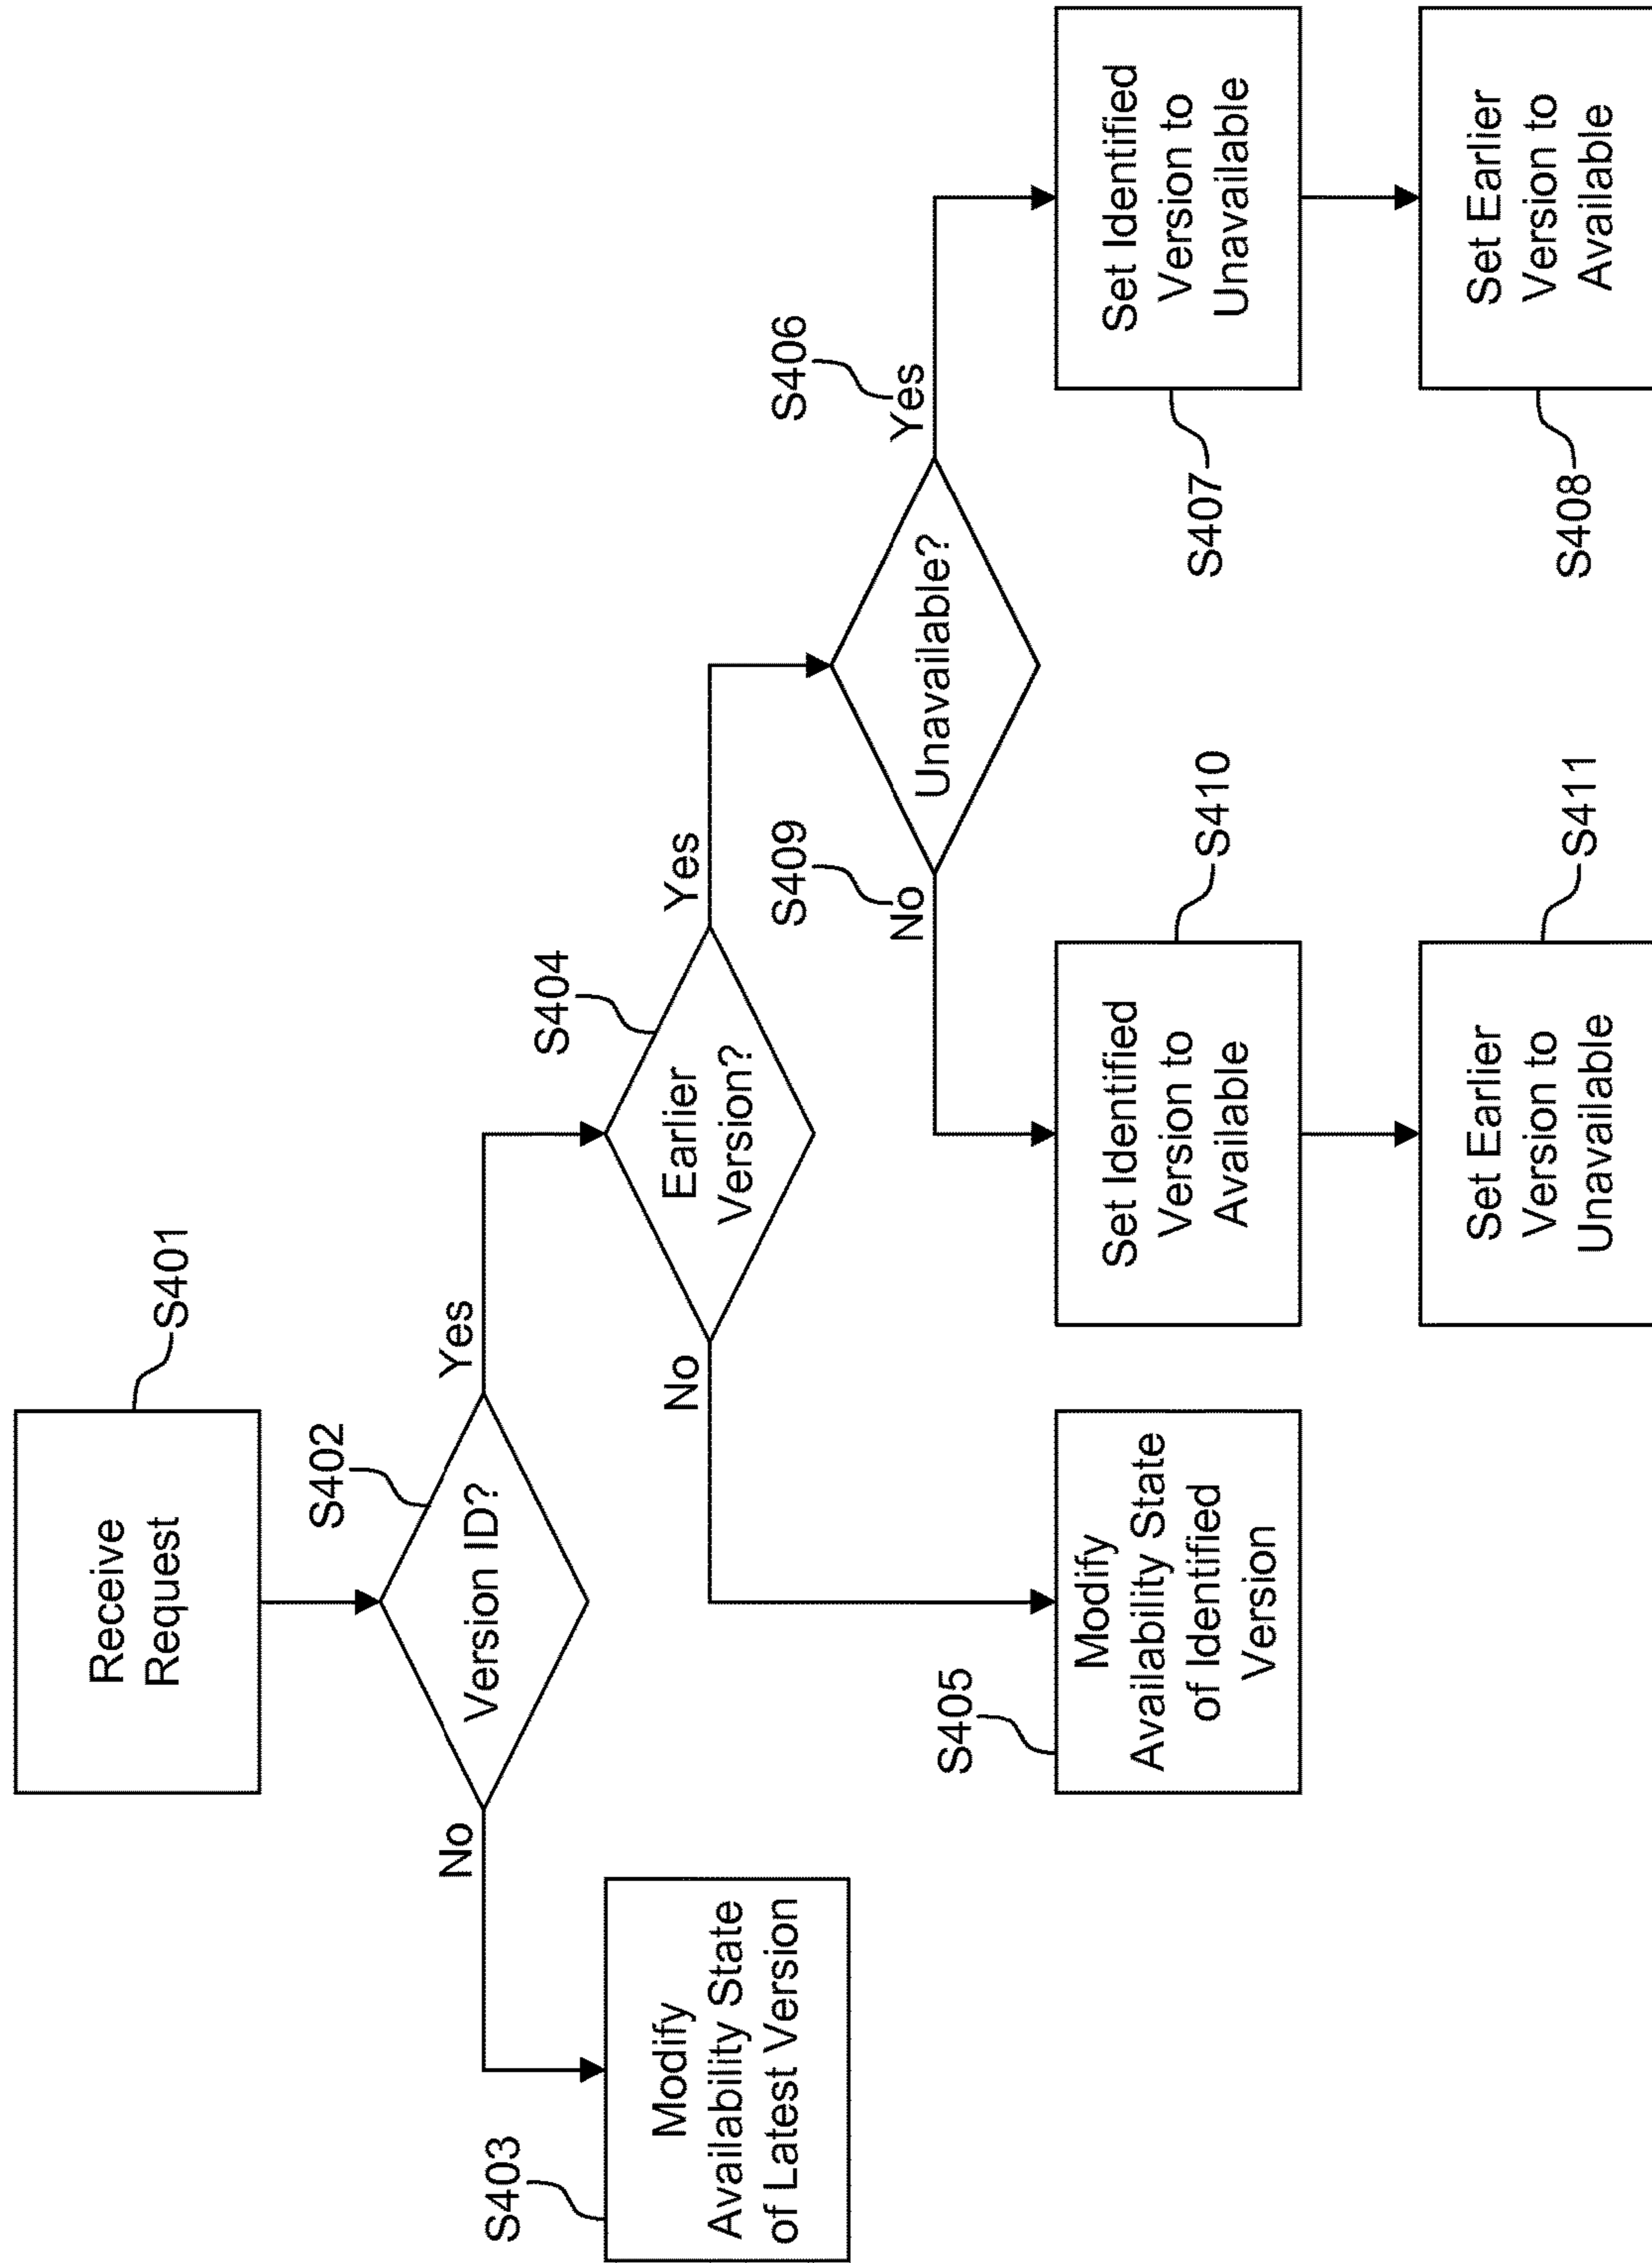 Receive
Request
S401
S402
Version ID?
No
Yes
S403
Modify
Availability State
of Latest Version
S404
Earlier
Version?
No
Yes
S405
Modify
Availability State
of Identified
Version
S409
No
Unavailable?
S406
Yes
Set Identified
Version to
Available
S410
S407
Set Identified
Version to
Unavailable
Set Earlier
Version to
Unavailable
S411
S408
Set Earlier
Version to
Available